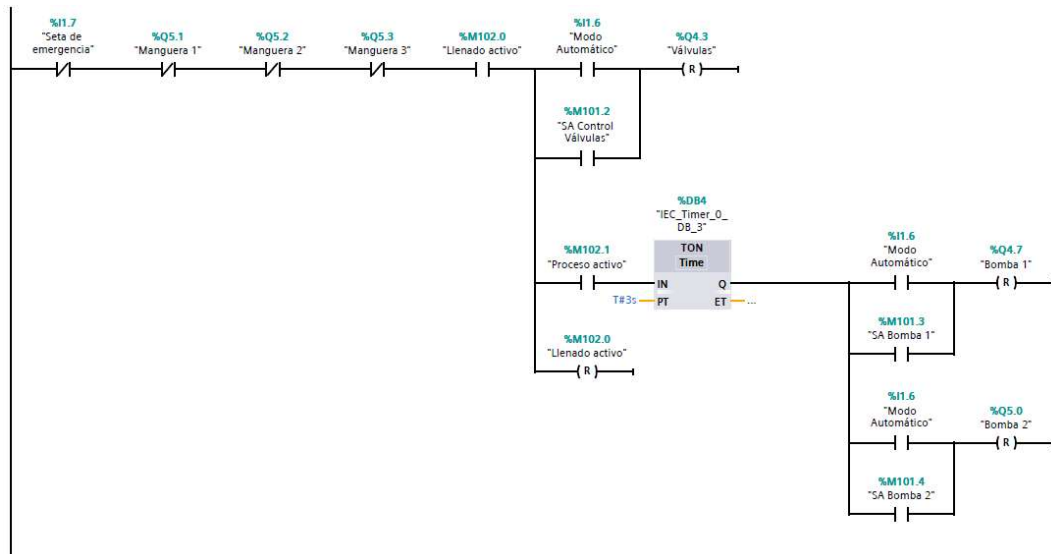 %I1.7
"Seta de
emergencia"
%Q5.1
"Manguera 1"
%Q5.2
"Manguera 2"
%Q5.3
"Manguera 3"
%M102.0
"Llenado activo"
%I1.6
"Modo
Automático"
%Q4.3
"Válvulas"
R
%M101.2
"SA Control
Válvulas"
%DB4
"IEC_Timer_0_
DB_3"
TON
Time
%M102.1
"Proceso activo"
IN
Q
T#3s
PT
ET
...
%I1.6
"Modo
Automático"
%Q4.7
"Bomba 1"
R
%M101.3
"SA Bomba 1"
%M102.0
"Llenado activo"
R
%I1.6
"Modo
Automático"
%Q5.0
"Bomba 2"
R
%M101.4
"SA Bomba 2"